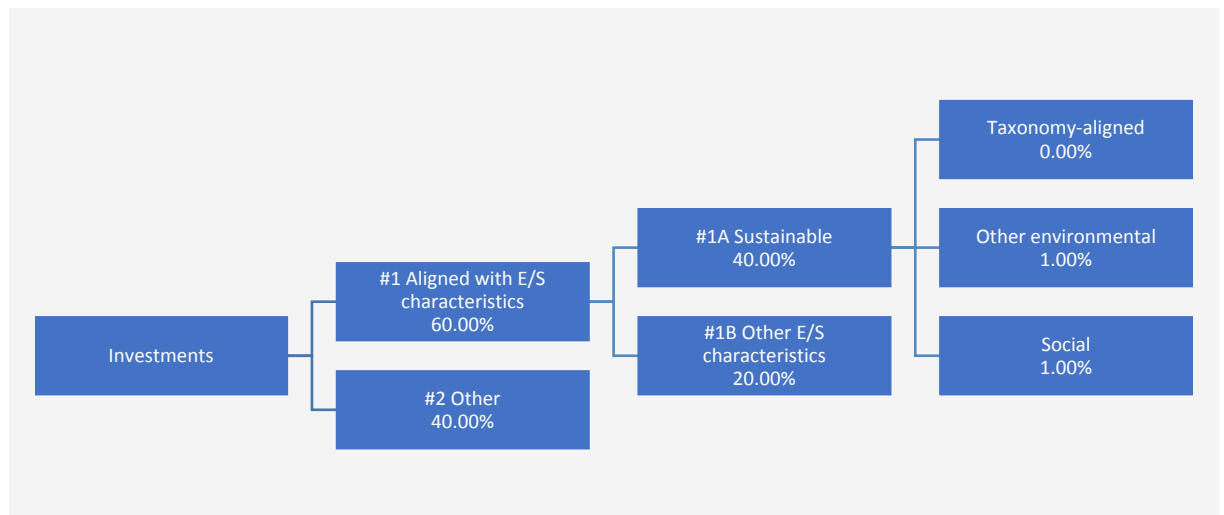 Investments
#1 Aligned with E/S
characteristics
60.00%
#2 Other
40.00%
#1A Sustainable
40.00%
#1B Other E/S
characteristics
20.00%
Taxonomy-aligned
0.00%
Other environmental
1.00%
Social
1.00%